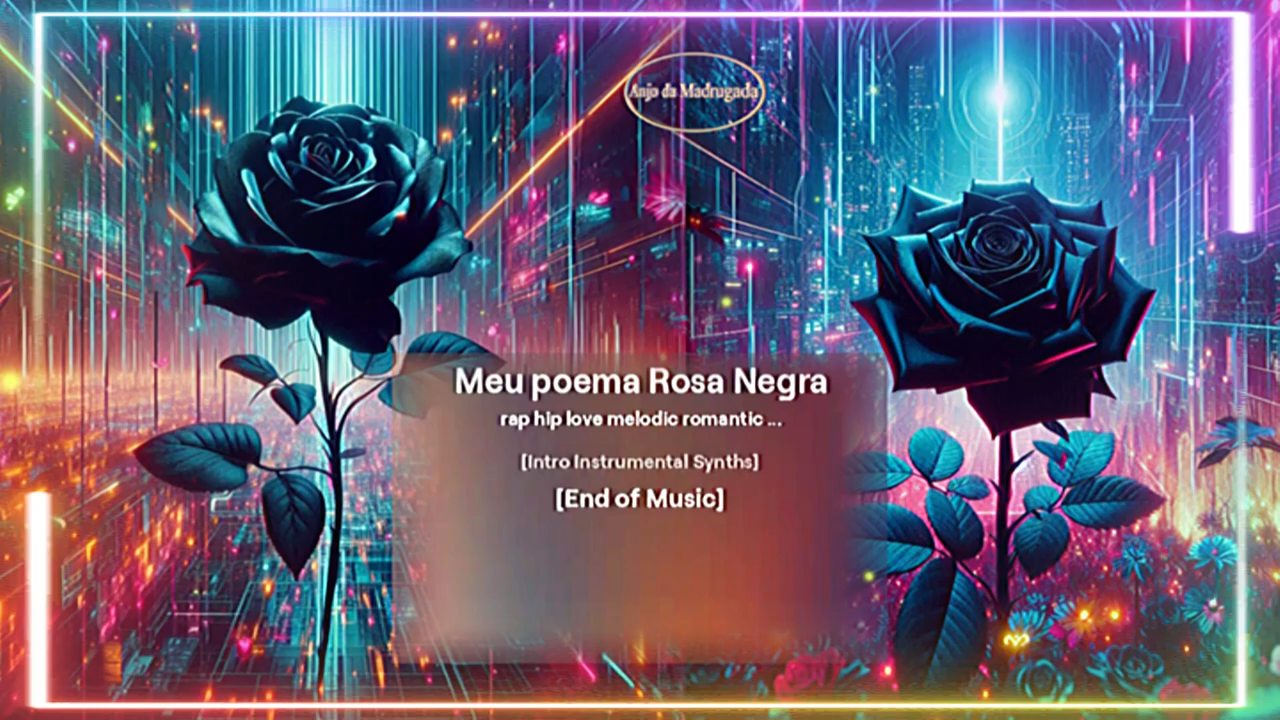 Anjo da Madrugada
Meu poema Rosa Negra
rap hip love melodic romantic ...
[Intro Instrumental Synths]
[End of Music]